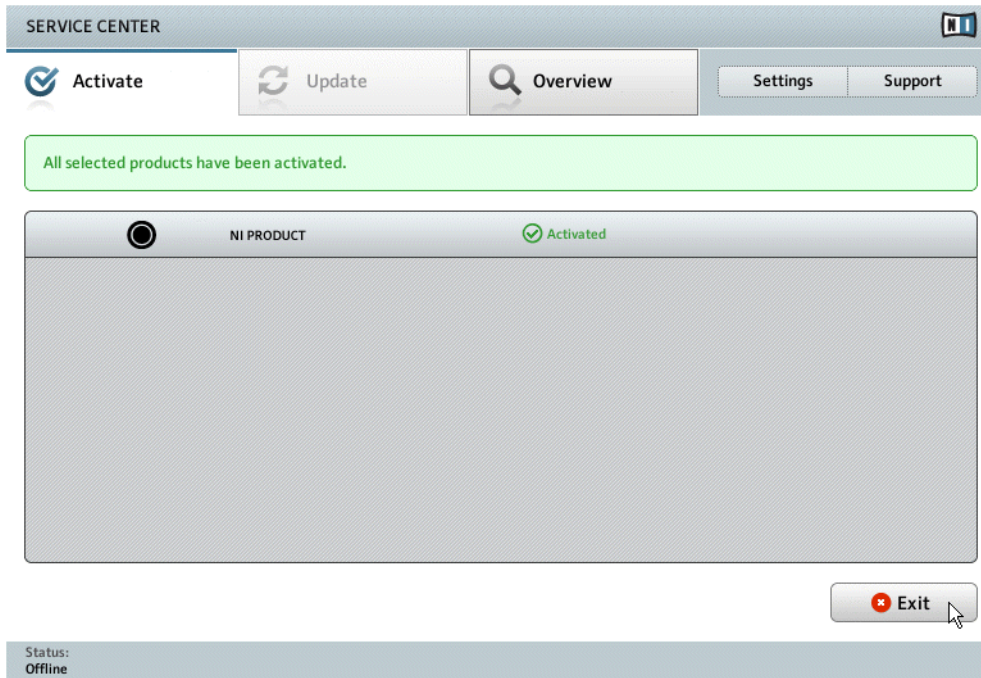 SERVICE CENTER
NI
Activate
Update
Overview
Settings
Support
All selected products have been activated.
NI PRODUCT
Activated
Exit
Status:
Offline